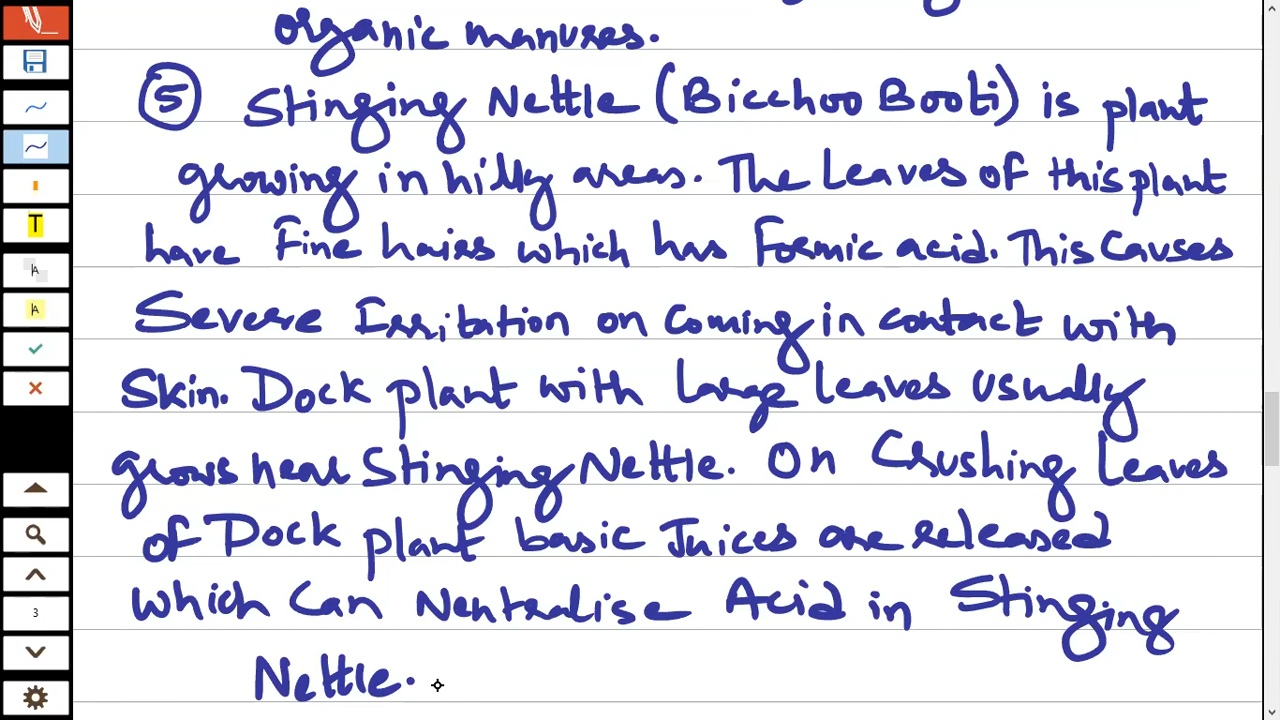 organic manures.
⑤ Stinging Nettle (Bicchoo Booti) is plant
growing in hilly areas. The Leaves of this plant
have Fine hairs which has Formic acid. This Causes
Severe Irritation on coming in contact with
Skin. Dock plant with large leaves usually
grows near Stinging Nettle. On Crushing Leaves
of Dock plant basic Juices are released
which Can Neutralise Acid in Stinging
Nettle.
T
A
A
3